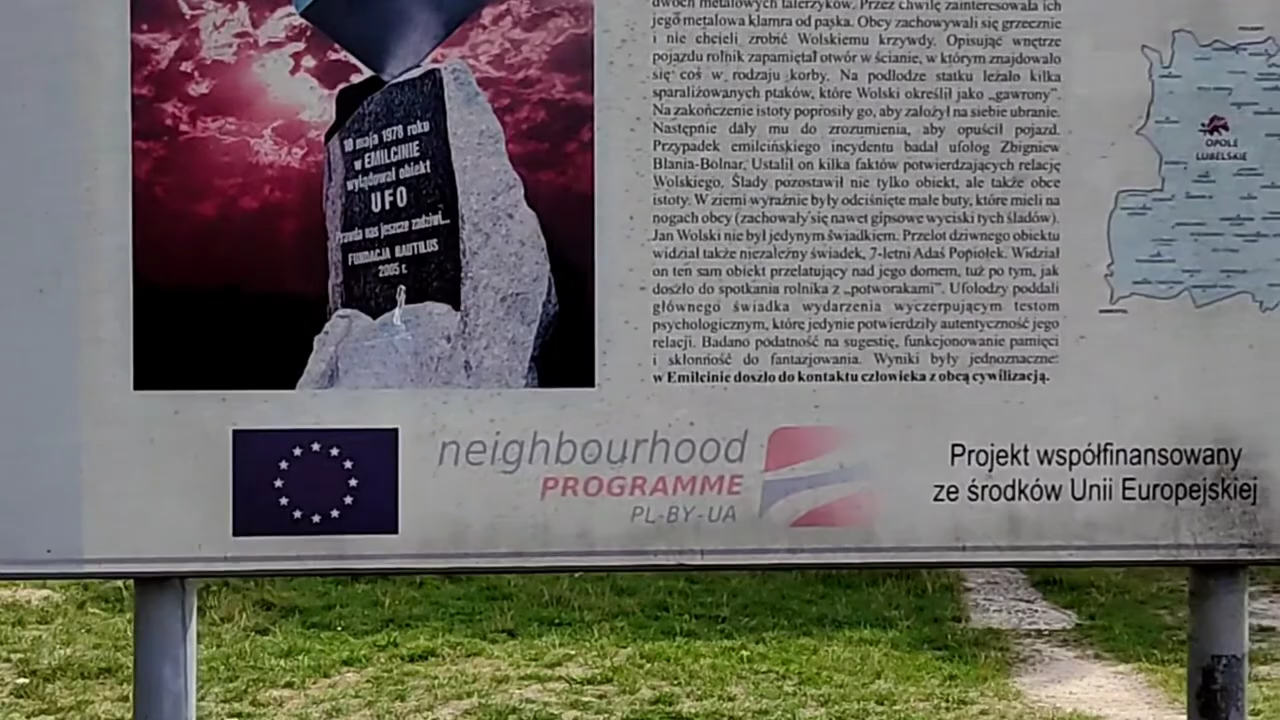 10 maja 1978 roku
w EMILCINIE
wylądował obiekt
UFO
Prawda nas jeszcze zadziwi...
FUNDACJA NAUTILUS
2005 r.
dwóch metalowych talerzyków. Przez chwilę zainteresowała ich
jego metalowa klamra od paska. Obcy zachowywali się grzecznie
i nie chcieli zrobić Wolskiemu krzywdy. Opisując wnętrze
pojazdu rolnik zapamiętał otwór w ścianie, w którym znajdowało
się coś w rodzaju korby. Na podłodze statku leżało kilka
sparaliżowanych ptaków, które Wolski określił jako „gawrony”.
Na zakończenie istoty poprosiły go, aby założył na siebie ubranie.
Następnie dały mu do zrozumienia, aby opuścił pojazd.
Przypadek emilcińskiego incydentu badał ufolog Zbigniew
Blania-Bolnar. Ustalił on kilka faktów potwierdzających relację
Wolskiego. Ślady pozostawił nie tylko obiekt, ale także obce
istoty. W ziemi wyraźnie były odciśnięte małe buty, które mieli na
nogach obcy (zachowały się nawet gipsowe wyciski tych śladów).
Jan Wolski nie był jedynym świadkiem. Przelot dziwnego obiektu
widział także niezależny świadek, 7-letni Adaś Popiołek. Widział
on ten sam obiekt przelatujący nad jego domem, tuż po tym, jak
doszło do spotkania rolnika z „potworakami”. Ufolodzy poddali
głównego świadka wydarzenia wyczerpującym testom
psychologicznym, które jedynie potwierdziły autentyczność jego
relacji. Badano podatność na sugestię, funkcjonowanie pamięci
i skłonność do fantazjowania. Wyniki były jednoznaczne:
w Emilcinie doszło do kontaktu człowieka z obcą cywilizacją.
OPOLE
LUBELSKIE
neighbourhood
PROGRAMME
PL-BY-UA
Projekt współfinansowany
ze środków Unii Europejskiej